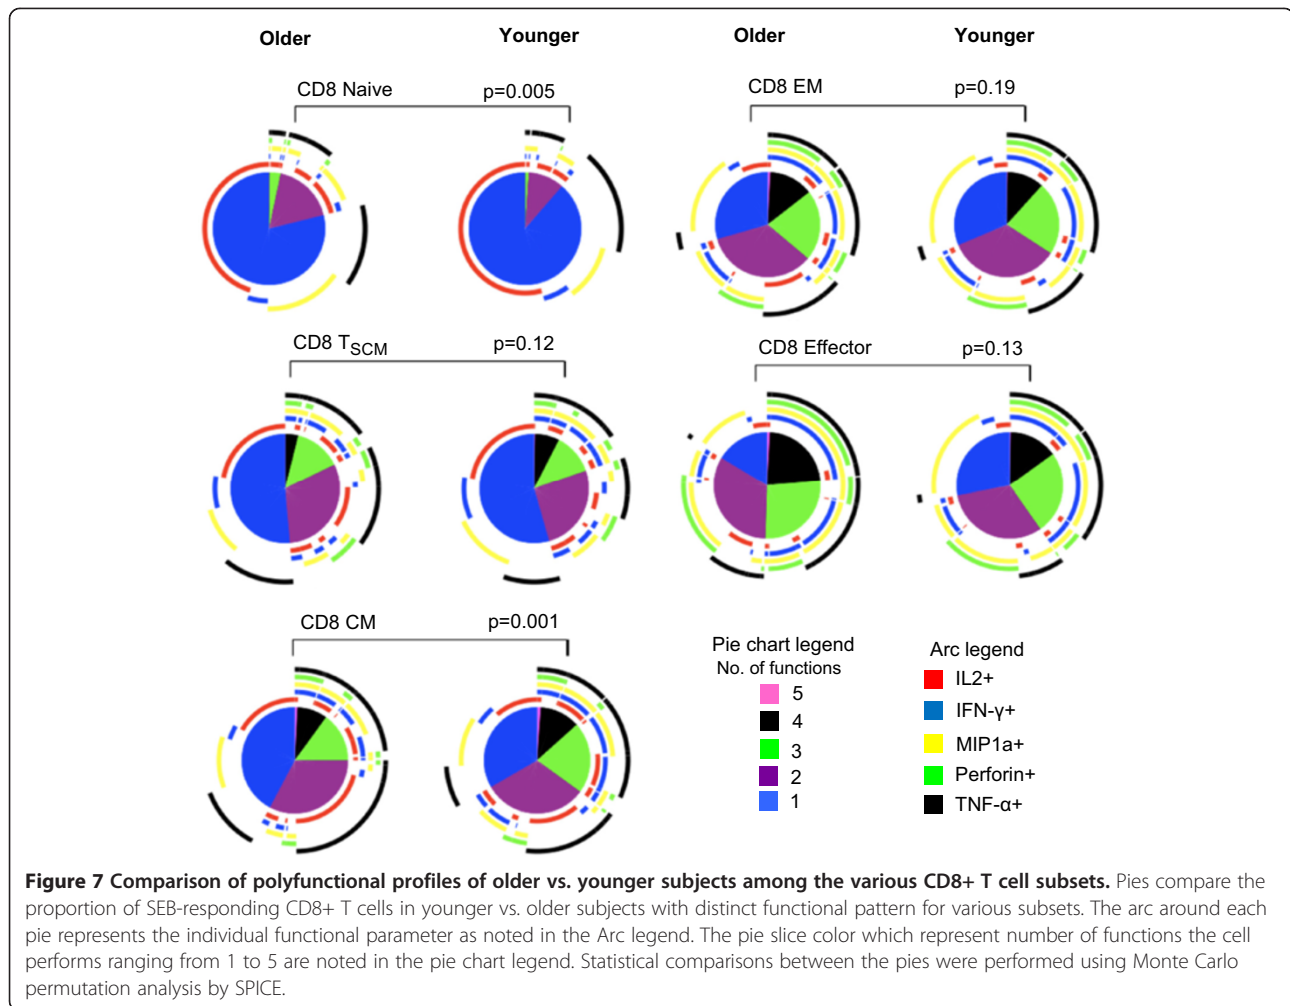 Older Younger Older Younger
CD8 Naive p=0.005
CD8 EM p=0.19
CD8 TSCM p=0.12
CD8 Effector p=0.13
CD8 CM p=0.001
Pie chart legend
No. of functions
5
4
3
2
1
Arc legend
IL2+
IFN-γ+
MIP1a+
Perforin+
TNF-α+
Figure 7 Comparison of polyfunctional profiles of older vs. younger subjects among the various CD8+ T cell subsets. Pies compare the
proportion of SEB-responding CD8+ T cells in younger vs. older subjects with distinct functional pattern for various subsets. The arc around each
pie represents the individual functional parameter as noted in the Arc legend. The pie slice color which represent number of functions the cell
performs ranging from 1 to 5 are noted in the pie chart legend. Statistical comparisons between the pies were performed using Monte Carlo
permutation analysis by SPICE.